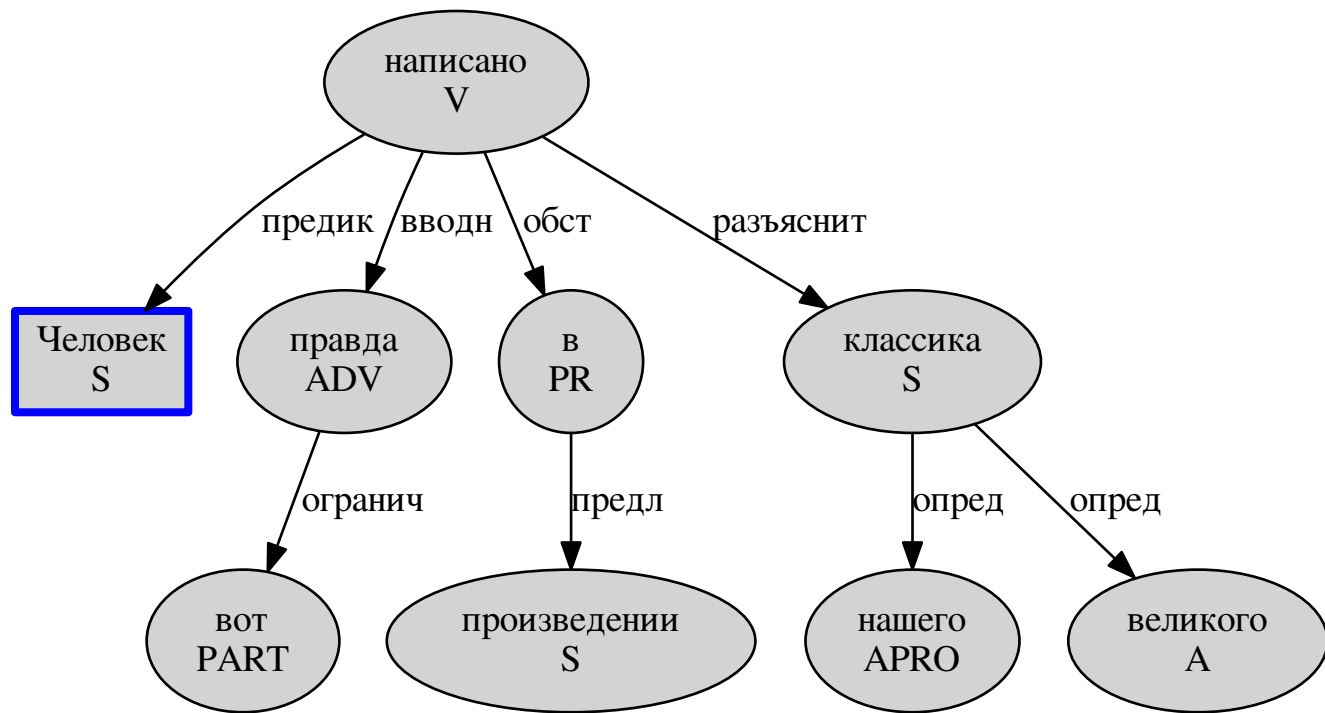 написано
V
предик
вводн
обст
разъяснит
Человек
S
правда
ADV
в
PR
классика
S
огранич
предл
опред
опред
вот
PART
произведении
S
нашего
APRO
великого
A